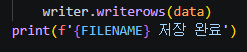 writer.writerows(data)
print(f'{FILENAME} 저장 완료')